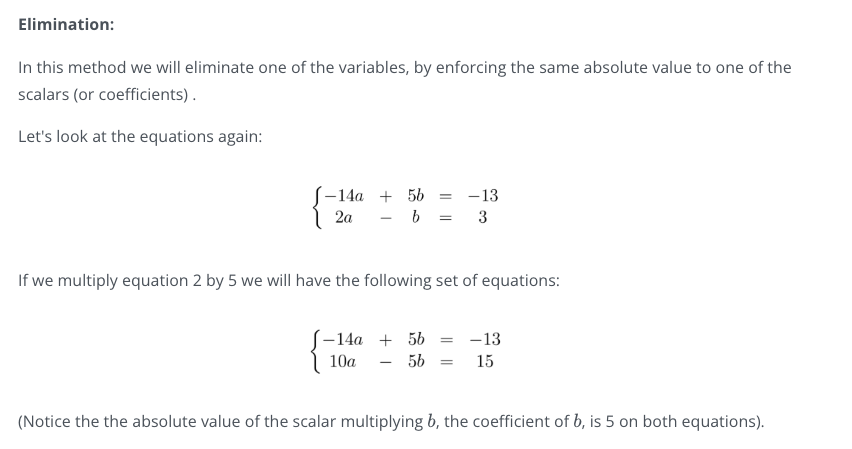 Elimination:
In this method we will eliminate one of the variables, by enforcing the same absolute value to one of the
scalars (or coefficients) .
Let's look at the equations again:
−14a + 5b = −13
2a − b = 3
If we multiply equation 2 by 5 we will have the following set of equations:
−14a + 5b = −13
10a − 5b = 15
(Notice the the absolute value of the scalar multiplying b, the coefficient of b, is 5 on both equations).